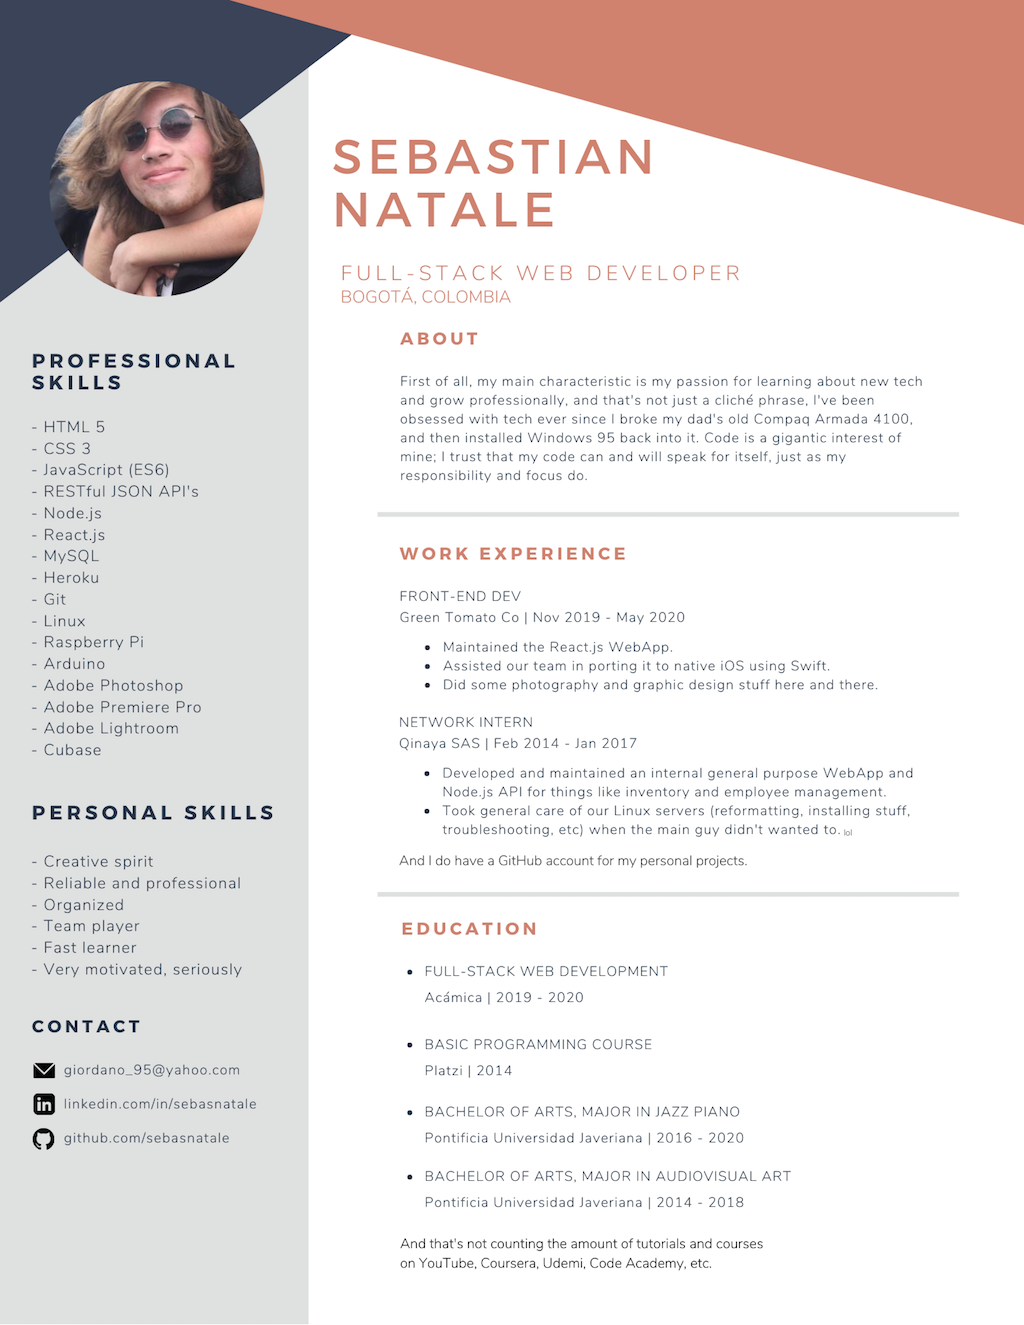 SEBASTIAN
NATALE
FULL-STACK WEB DEVELOPER
BOGOTÁ, COLOMBIA
PROFESSIONAL
SKILLS
- HTML 5
- CSS 3
- JavaScript (ES6)
- RESTful JSON API's
- Node.js
- React.js
- MySQL
- Heroku
- Git
- Linux
- Raspberry Pi
- Arduino
- Adobe Photoshop
- Adobe Premiere Pro
- Adobe Lightroom
- Cubase
PERSONAL SKILLS
- Creative spirit
- Reliable and professional
- Organized
- Team player
- Fast learner
- Very motivated, seriously
CONTACT
giordano_95@yahoo.com
linkedin.com/in/sebasnatale
github.com/sebasnatale
ABOUT
First of all, my main characteristic is my passion for learning about new tech
and grow professionally, and that's not just a cliché phrase, I've been
obsessed with tech ever since I broke my dad's old Compaq Armada 4100,
and then installed Windows 95 back into it. Code is a gigantic interest of
mine; I trust that my code can and will speak for itself, just as my
responsibility and focus do.
WORK EXPERIENCE
FRONT-END DEV
Green Tomato Co | Nov 2019 - May 2020
• Maintained the React.js WebApp.
• Assisted our team in porting it to native iOS using Swift.
• Did some photography and graphic design stuff here and there.
NETWORK INTERN
Qinaya SAS | Feb 2014 - Jan 2017
• Developed and maintained an internal general purpose WebApp and
Node.js API for things like inventory and employee management.
• Took general care of our Linux servers (reformatting, installing stuff,
troubleshooting, etc) when the main guy didn't wanted to. lol
And I do have a GitHub account for my personal projects.
EDUCATION
• FULL-STACK WEB DEVELOPMENT
Acámica | 2019 - 2020
• BASIC PROGRAMMING COURSE
Platzi | 2014
• BACHELOR OF ARTS, MAJOR IN JAZZ PIANO
Pontificia Universidad Javeriana | 2016 - 2020
• BACHELOR OF ARTS, MAJOR IN AUDIOVISUAL ART
Pontificia Universidad Javeriana | 2014 - 2018
And that's not counting the amount of tutorials and courses
on YouTube, Coursera, Udemi, Code Academy, etc.